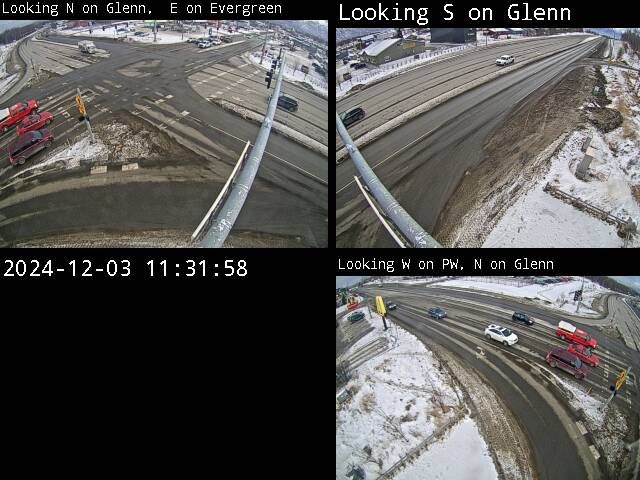 Looking N on Glenn, E on Evergreen
Looking S on Glenn
2024-12-03 11:31:58
Looking W on PW, N on Glenn